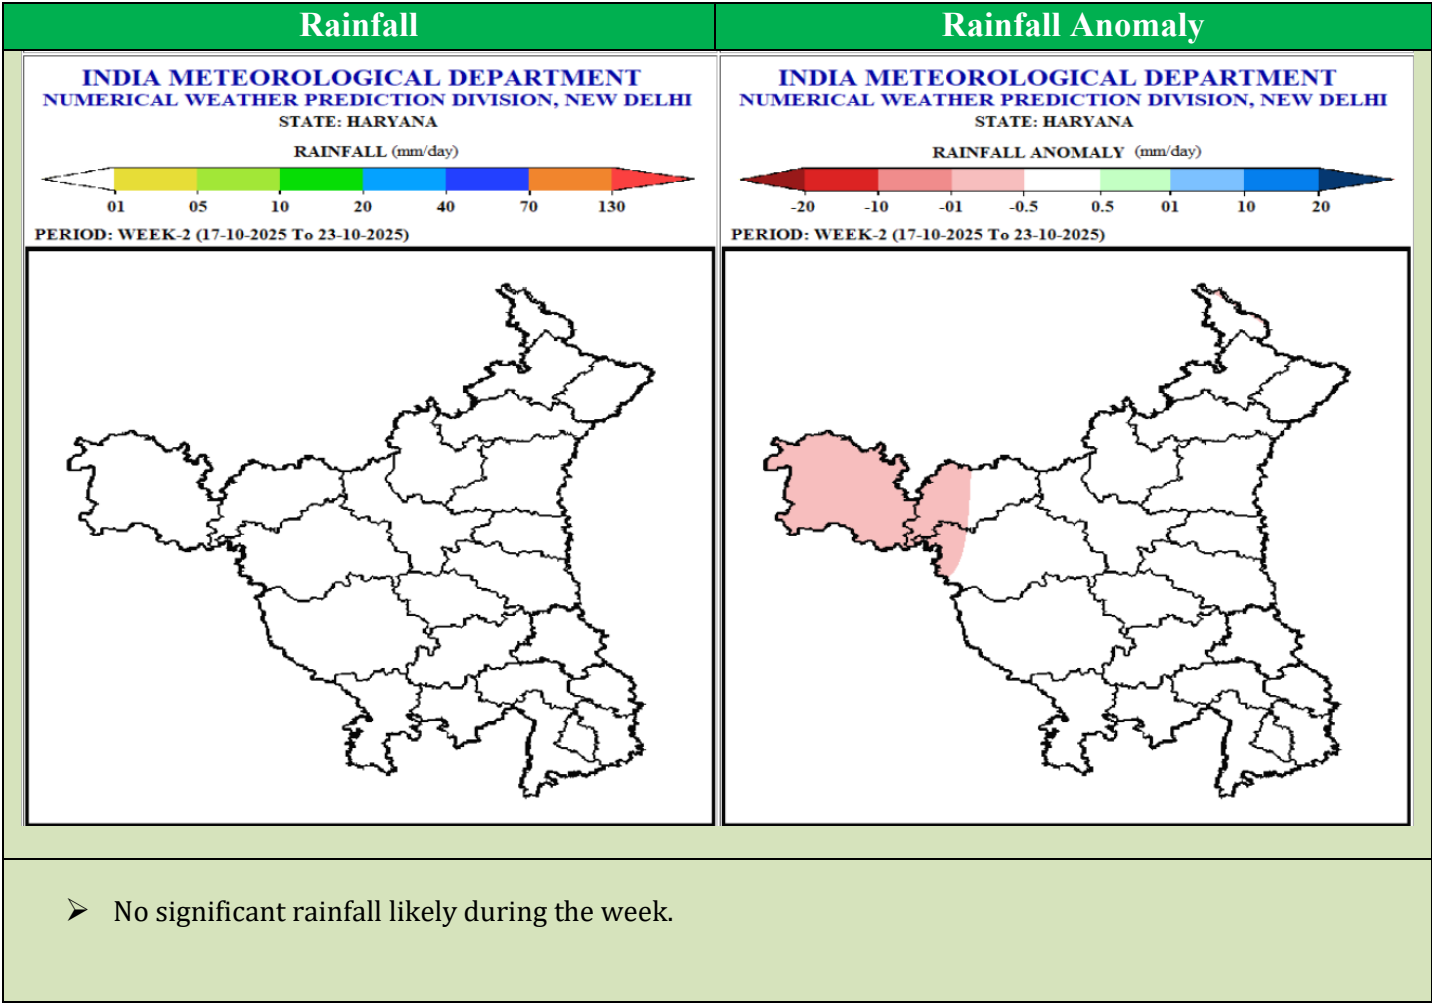 Rainfall
Rainfall Anomaly
INDIA METEOROLOGICAL DEPARTMENT
NUMERICAL WEATHER PREDICTION DIVISION, NEW DELHI
STATE: HARYANA
RAINFALL (mm/day)
01 05 10 20 40 70 130
PERIOD: WEEK-2 (17-10-2025 To 23-10-2025)
INDIA METEOROLOGICAL DEPARTMENT
NUMERICAL WEATHER PREDICTION DIVISION, NEW DELHI
STATE: HARYANA
RAINFALL ANOMALY (mm/day)
-20 -10 -01 -0.5 0.5 01 10 20
PERIOD: WEEK-2 (17-10-2025 To 23-10-2025)
➢ No significant rainfall likely during the week.